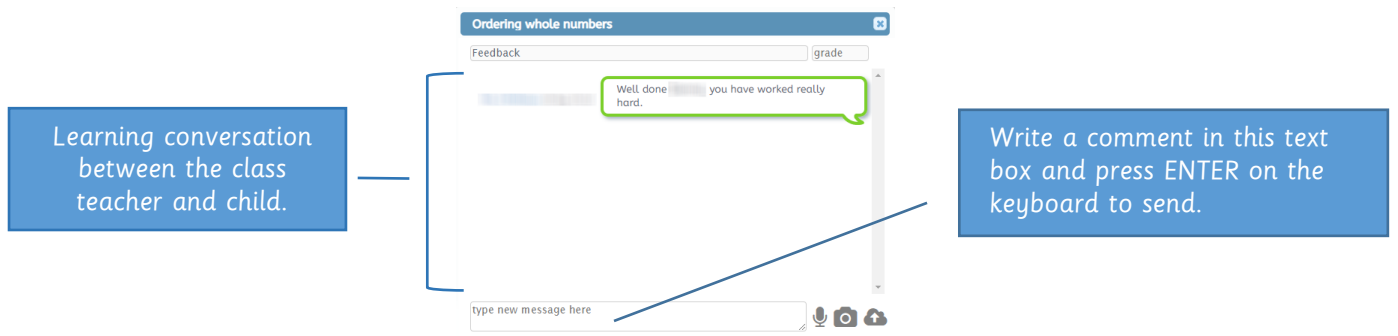 Ordering whole numbers
Feedback
grade
Well done you have worked really
hard.
type new message here
Learning conversation
between the class
teacher and child.
Write a comment in this text
box and press ENTER on the
keyboard to send.